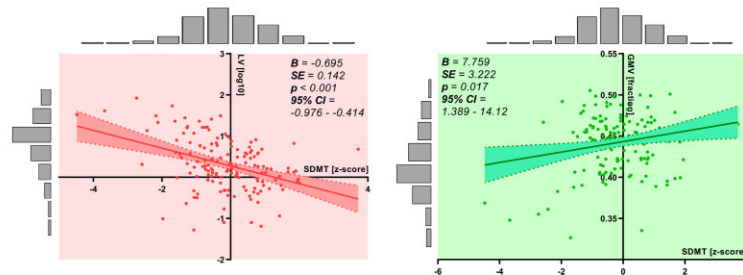 B = -0.695
SE = 0.142
p < 0.001
95% CI =
-0.976 - -0.414
LV [log10]
3
2
1
-1
-2
SDMT [z-score]
-4
-2
0
2
4
B = 7.759
SE = 3.222
p = 0.017
95% CI =
1.389 - 14.12
GMV [fraction]
0.55
0.50
0.45
0.40
0.35
SDMT [z-score]
-6
-4
-2
0
2